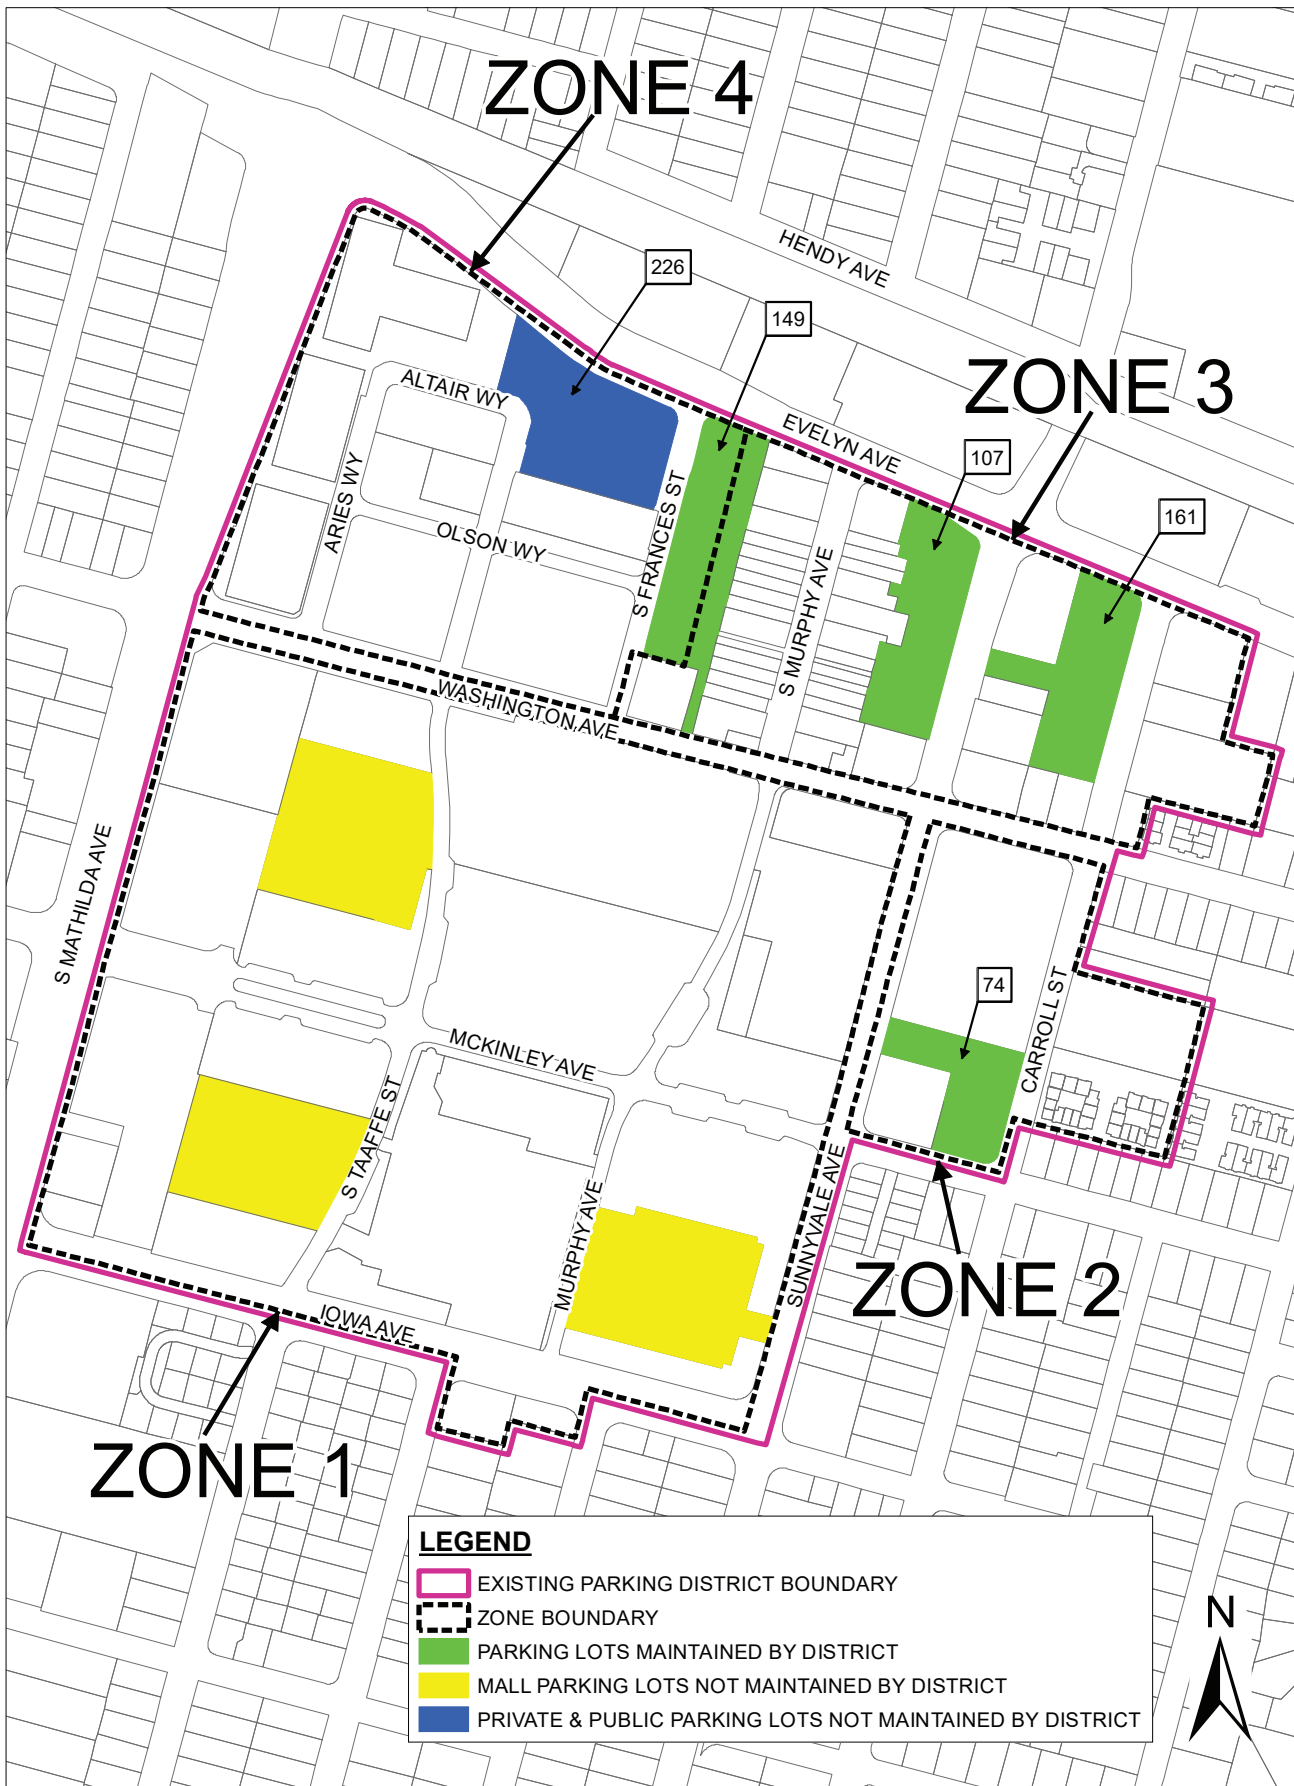 ZONE 4
HENDY AVE
226
149
ZONE 3
ALTAIR WY
EVELYN AVE
107
161
ARIES WY
OLSON WY
S FRANCES ST
S MURPHY AVE
WASHINGTON AVE
S MATHILDA AVE
74
CARROLL ST
MCKINLEY AVE
S TAAFFE ST
MURPHY AVE
SUNNYVALE AVE
ZONE 2
IOWA AVE
ZONE 1
LEGEND
EXISTING PARKING DISTRICT BOUNDARY
ZONE BOUNDARY
PARKING LOTS MAINTAINED BY DISTRICT
MALL PARKING LOTS NOT MAINTAINED BY DISTRICT
PRIVATE & PUBLIC PARKING LOTS NOT MAINTAINED BY DISTRICT
N